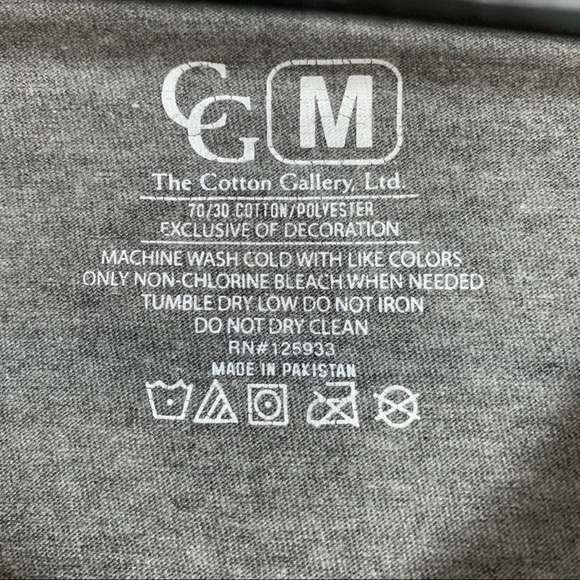 CG M
The Cotton Gallery, Ltd.
70/30 COTTON/POLYESTER
EXCLUSIVE OF DECORATION
MACHINE WASH COLD WITH LIKE COLORS
ONLY NON-CHLORINE BLEACH WHEN NEEDED
TUMBLE DRY LOW DO NOT IRON
DO NOT DRY CLEAN
RN#125933
MADE IN PAKISTAN